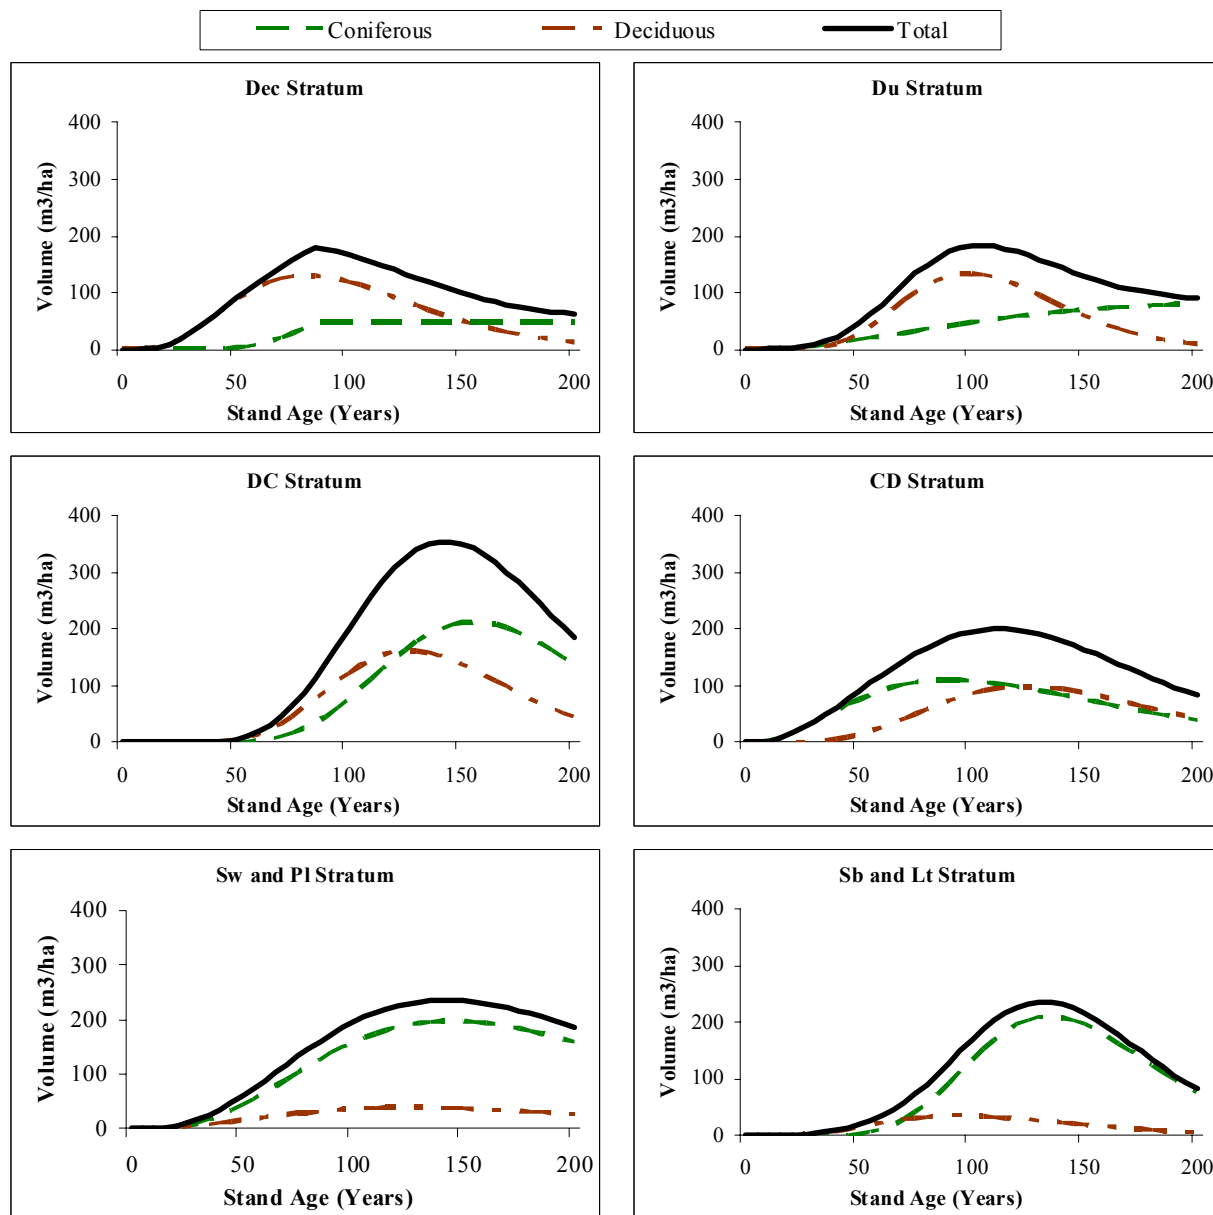 Coniferous Deciduous Total
Dec Stratum
Volume (m3/ha)
400
300
200
100
0
0 50 100 150 200
Stand Age (Years)
Du Stratum
Volume (m3/ha)
400
300
200
100
0
0 50 100 150 200
Stand Age (Years)
DC Stratum
Volume (m3/ha)
400
300
200
100
0
0 50 100 150 200
Stand Age (Years)
CD Stratum
Volume (m3/ha)
400
300
200
100
0
0 50 100 150 200
Stand Age (Years)
Sw and Pl Stratum
Volume (m3/ha)
400
300
200
100
0
0 50 100 150 200
Stand Age (Years)
Sb and Lt Stratum
Volume (m3/ha)
400
300
200
100
0
0 50 100 150 200
Stand Age (Years)